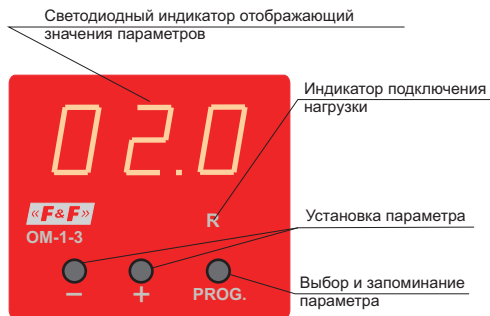 Светодиодный индикатор отображающий
значения параметров
Индикатор подключения
нагрузки
02.0
«F&F»
R
OM-1-3
Установка параметра
– + PROG.
Выбор и запоминание
параметра